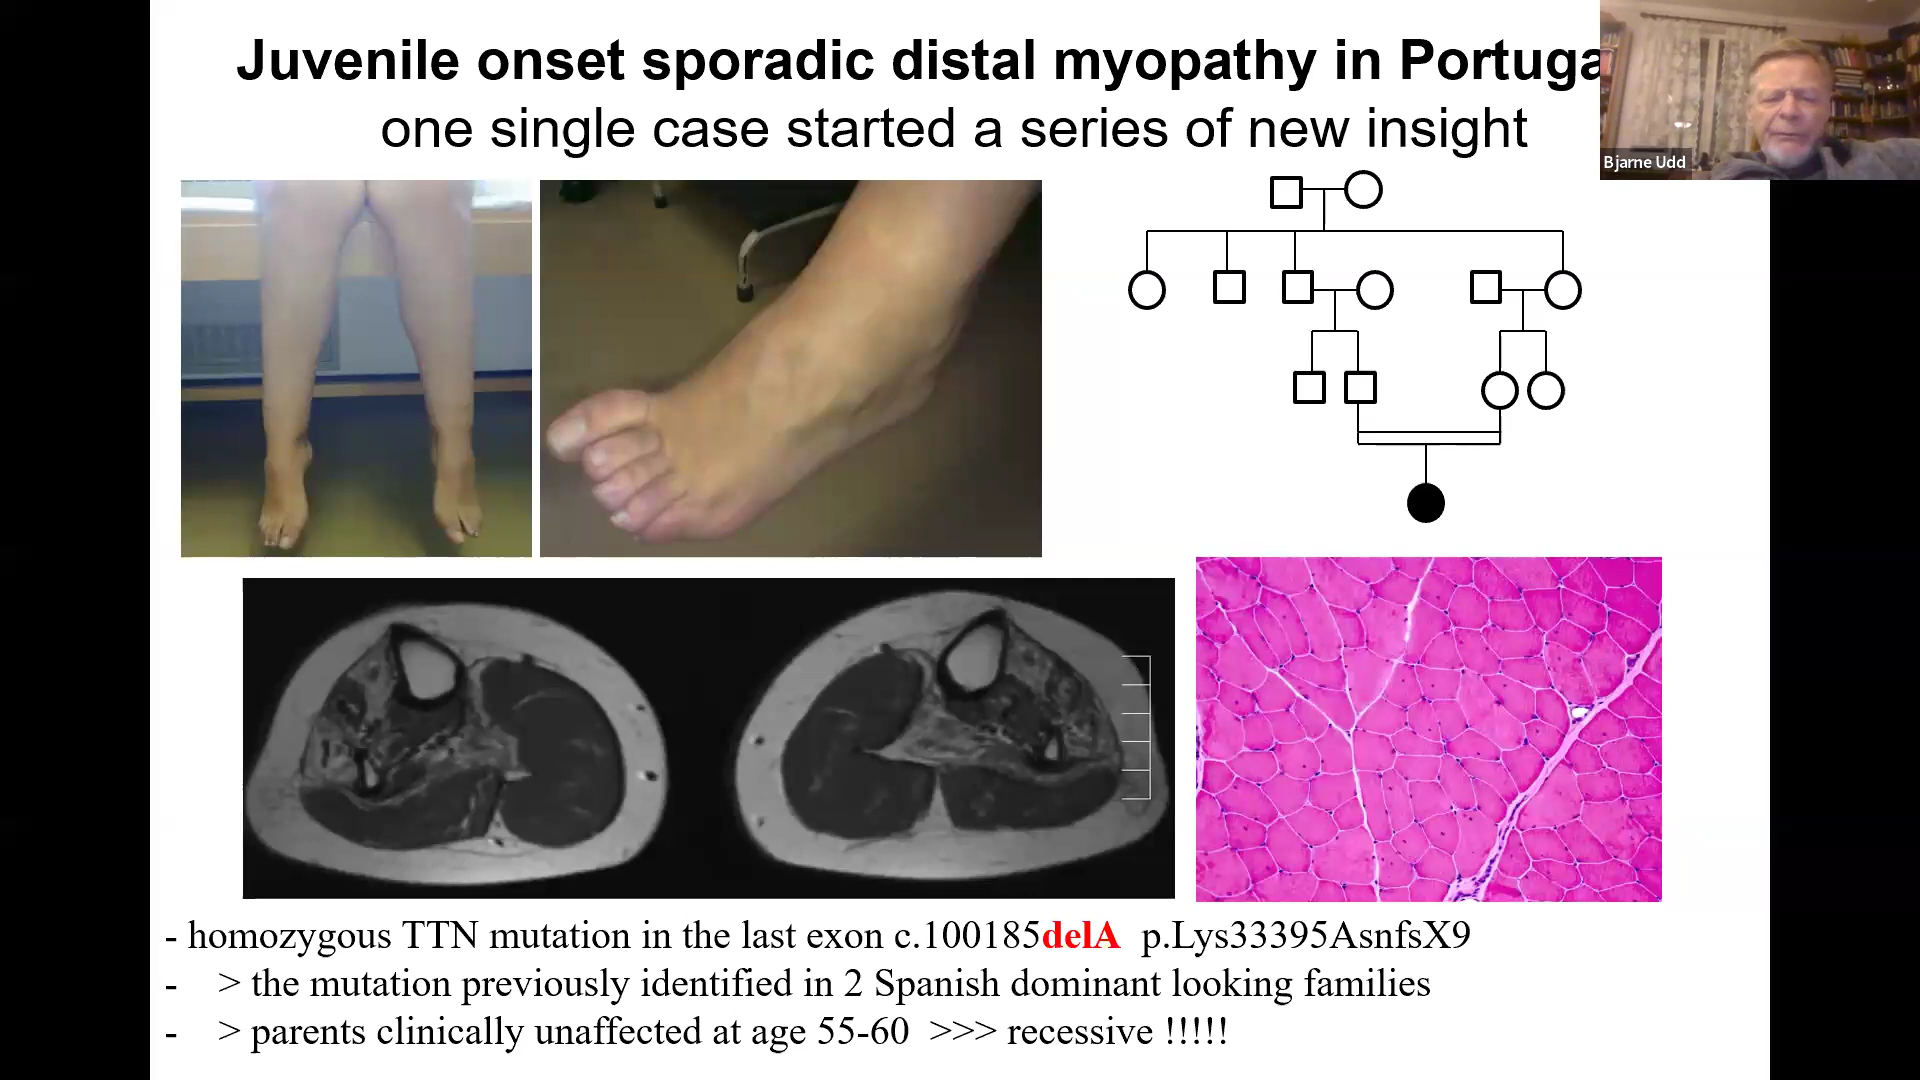 Juvenile onset sporadic distal myopathy in Portuga
one single case started a series of new insight
Bjarne Udd
- homozygous TTN mutation in the last exon c.100185delA p.Lys33395AsnfsX9
- > the mutation previously identified in 2 Spanish dominant looking families
- > parents clinically unaffected at age 55-60 >>> recessive !!!!!